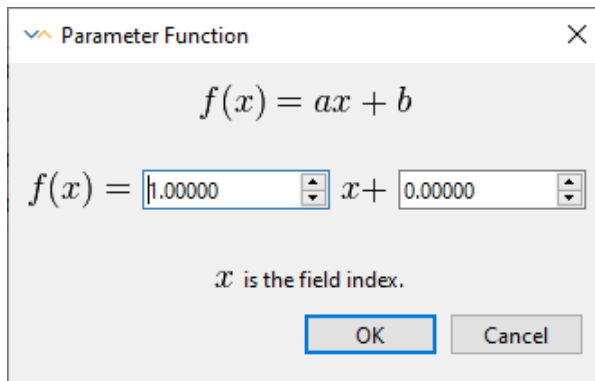 Parameter Function
f(x) = ax + b
f(x) = 1.00000 x+ 0.00000
x is the field index.
OK Cancel